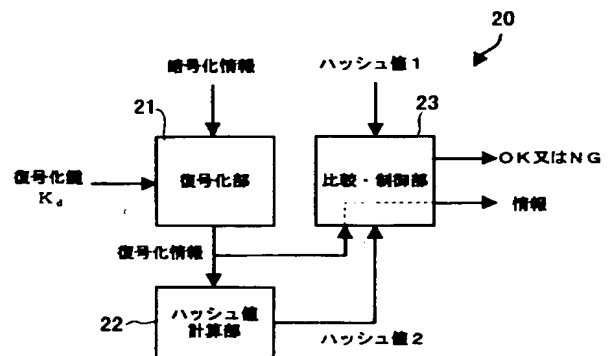 20
暗号化情報
ハッシュ値1
21
23
復号化鍵
Kd
復号化部
比較・制御部
OK又はNG
情報
復号化情報
22
ハッシュ値
計算部
ハッシュ値2